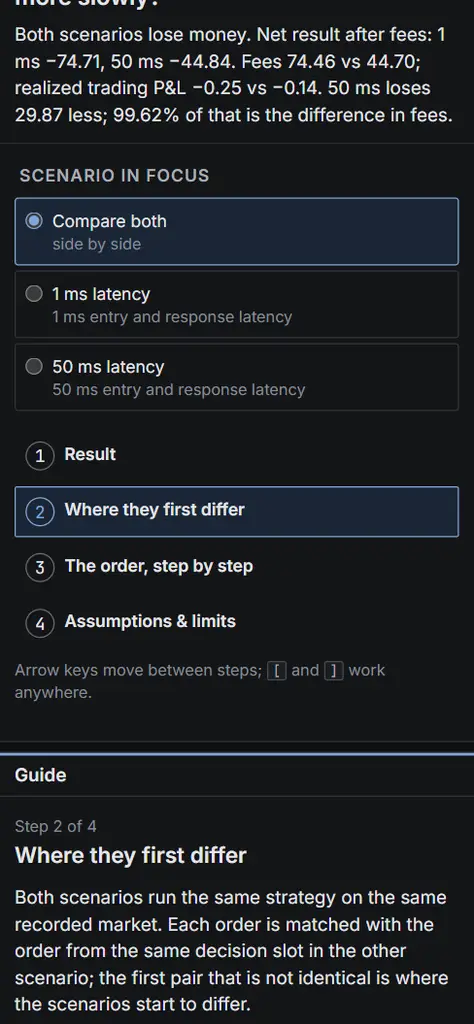 more slowly?
Both scenarios lose money. Net result after fees: 1
ms −74.71, 50 ms −44.84. Fees 74.46 vs 44.70;
realized trading P&L −0.25 vs −0.14. 50 ms loses
29.87 less; 99.62% of that is the difference in fees.
SCENARIO IN FOCUS
Compare both
side by side
1 ms latency
1 ms entry and response latency
50 ms latency
50 ms entry and response latency
1 Result
2 Where they first differ
3 The order, step by step
4 Assumptions & limits
Arrow keys move between steps; [ and ] work
anywhere.
Guide
Step 2 of 4
Where they first differ
Both scenarios run the same strategy on the same
recorded market. Each order is matched with the
order from the same decision slot in the other
scenario; the first pair that is not identical is where
the scenarios start to differ.